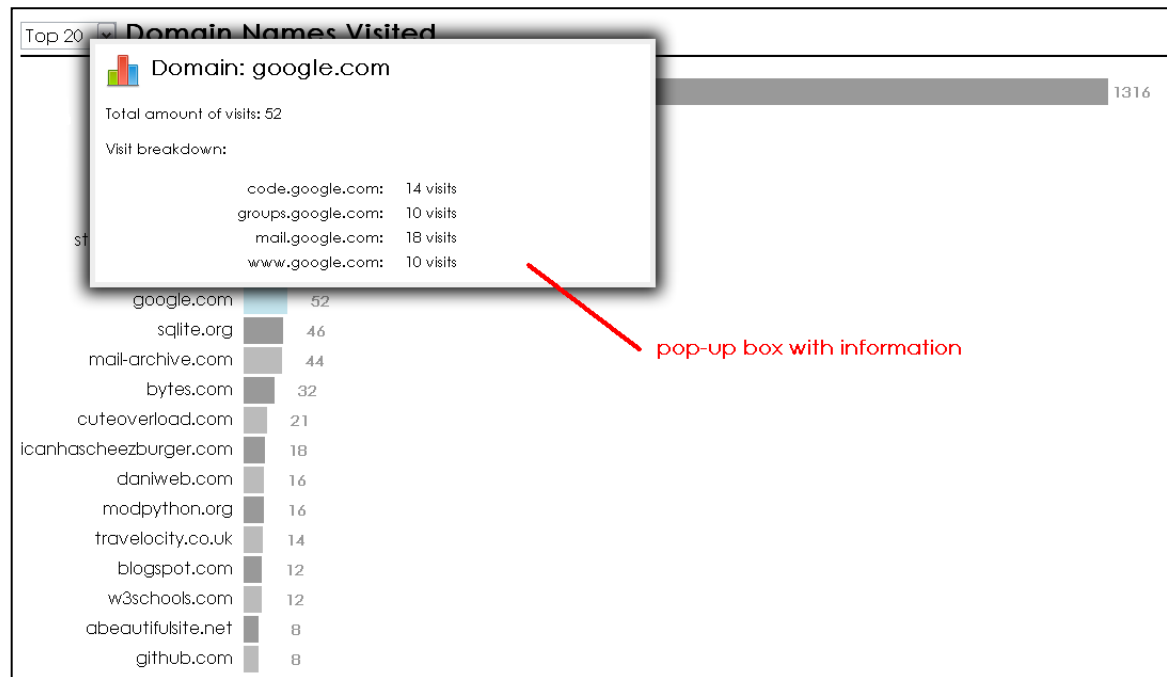 Top 20 Domain Names Visited
Domain: google.com
1316
Total amount of visits: 52
Visit breakdown:
code.google.com: 14 visits
groups.google.com: 10 visits
mail.google.com: 18 visits
www.google.com: 10 visits
st
google.com 52
sqlite.org 46
pop-up box with information
mail-archive.com 44
bytes.com 32
cuteoverload.com 21
icanhascheezburger.com 18
daniweb.com 16
modpython.org 16
travelocity.co.uk 14
blogspot.com 12
w3schools.com 12
abeautifulsite.net 8
github.com 8